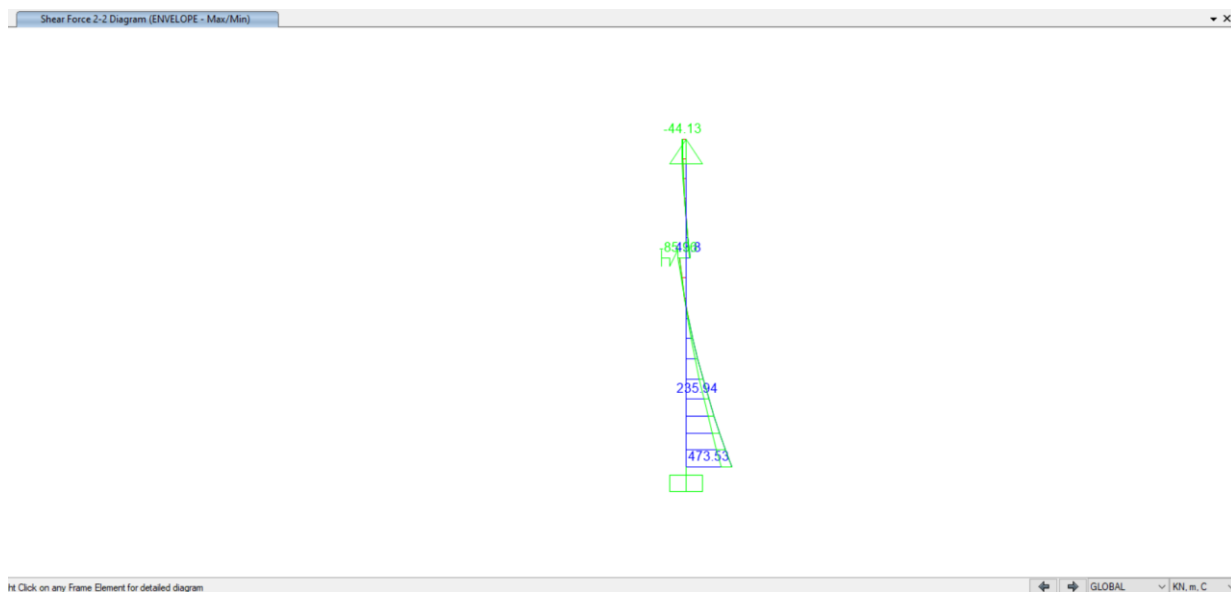 Shear Force 2-2 Diagram (ENVELOPE - Max/Min)
-44.13
235.94
473.53
ht Click on any Frame Element for detailed diagram
GLOBAL
KN, m, C